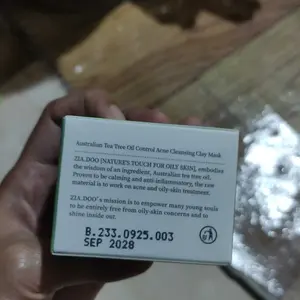 Australian Tea Tree Oil Control Acne Cleansing Clay Mask
ZIA.DOO [NATURE'S TOUCH FOR OILY SKIN], embodies
the wisdom of an ingredient, Australian tea tree oil.
Proven to be calming and anti-inflammatory, the raw
material is to work on acne and oily-skin treatment.
ZIA.DOO's mission is to empower many young souls
to be entirely free from oily-skin concerns and to
shine inside out.
B.233.0925.003
SEP 2028